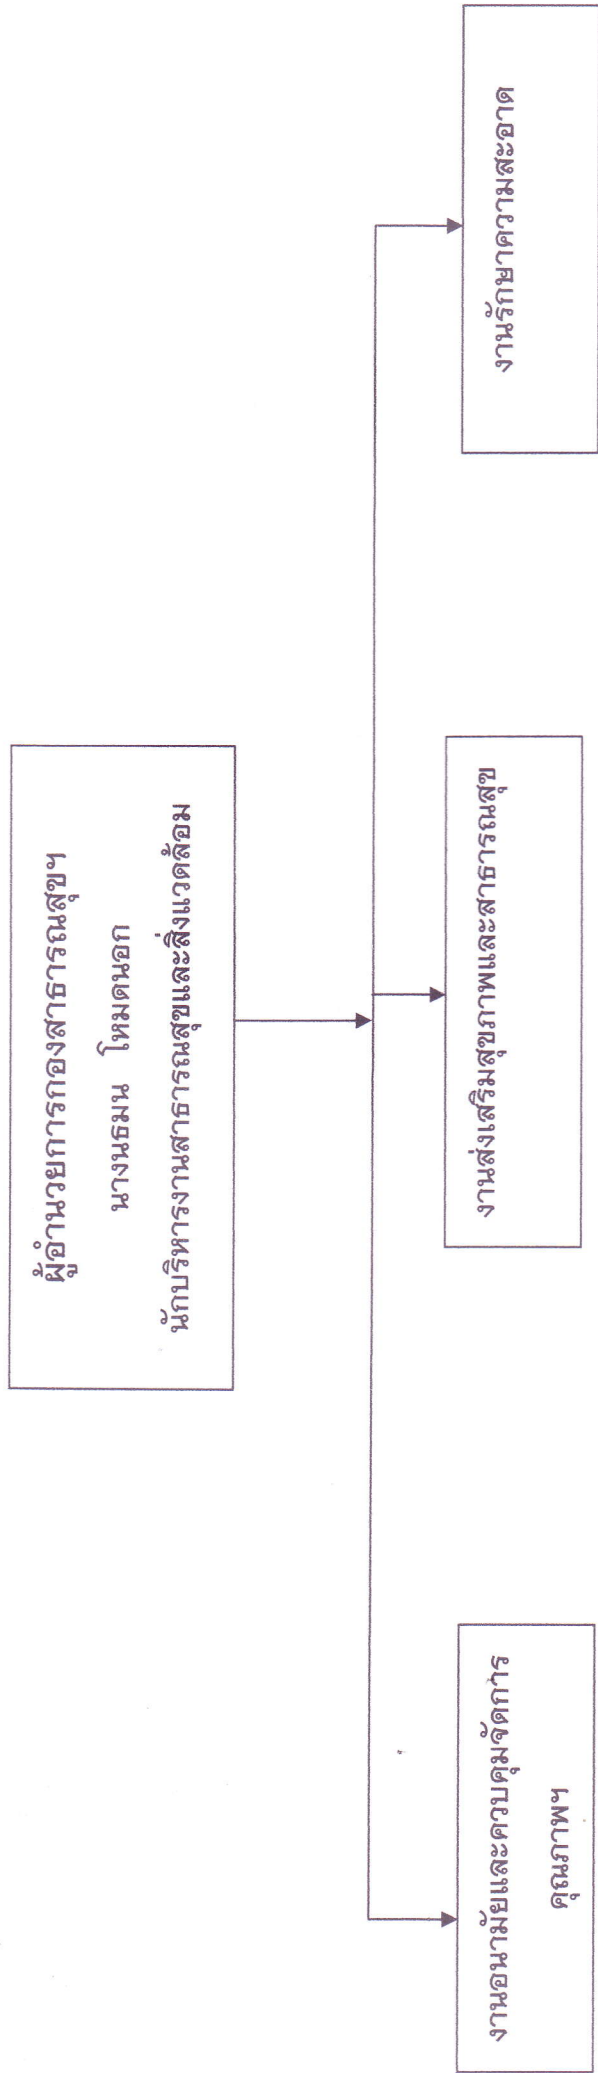 ผู้อำนวยการกองสาธารณสุขฯ
นางนธมน โหมดนอก
นักบริหารงานสาธารณสุขและสิ่งแวดล้อม
งานอนามัยและควบคุมจัดการ
คุณภาพฯ
งานส่งเสริมสุขภาพและสาธารณสุข
งานรักษาความสะอาด